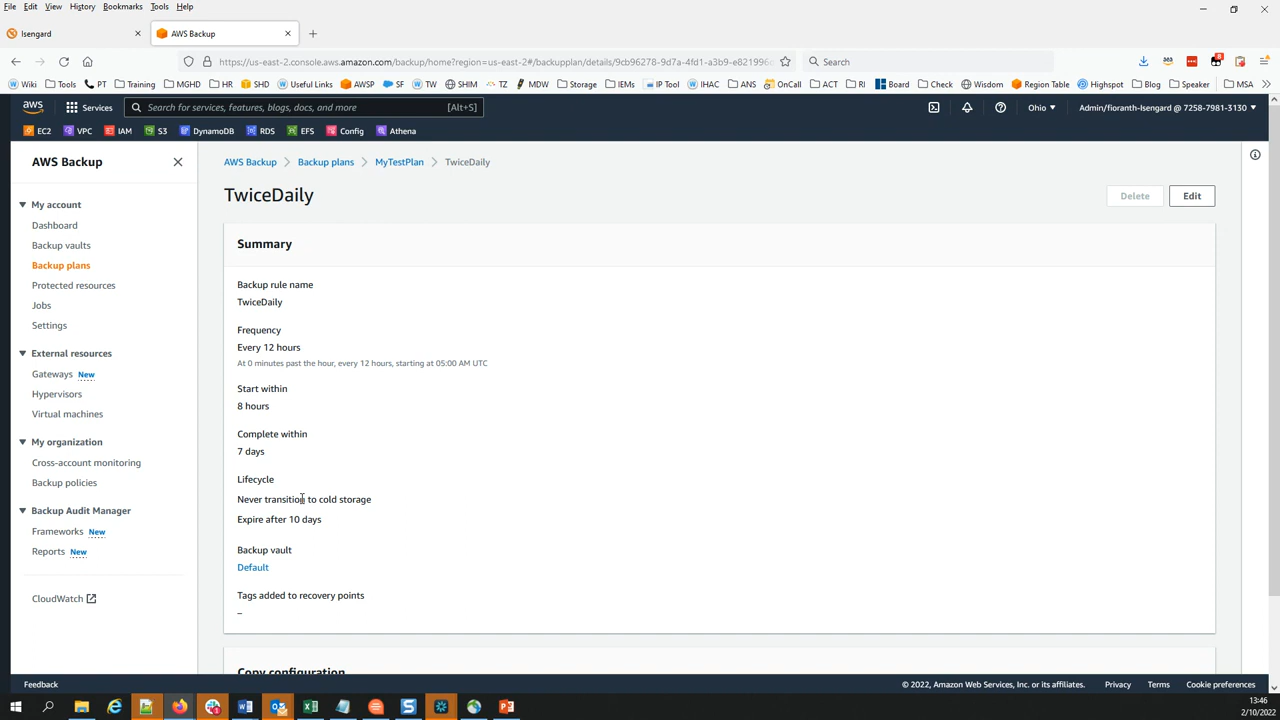 File Edit View History Bookmarks Tools Help
Isengard
AWS Backup
https://us-east-2.console.aws.amazon.com/backup/home?region=us-east-2#/backupplan/details/9cb96278-9d7a-4fd1-a3b9-e821996
Search
Wiki Tools PT Training MGHD HR SHD Useful Links AWSP SF TW SHIM TZ MDW Storage IEMs IP Tool IHAC ANS OnCall ACT RI Board Check Region Table Wisdom Highspot Blog Speaker MSA
aws Services Search for services, features, blogs, docs, and more [Alt+S] Ohio Admin/fioranth-Isengard @ 7258-7981-3130
EC2 VPC IAM S3 DynamoDB RDS EFS Config Athena
AWS Backup
My account
Dashboard
Backup vaults
Backup plans
Protected resources
Jobs
Settings
External resources
Gateways New
Hypervisors
Virtual machines
My organization
Cross-account monitoring
Backup policies
Backup Audit Manager
Frameworks New
Reports New
CloudWatch
AWS Backup Backup plans MyTestPlan TwiceDaily
TwiceDaily
Delete Edit
Summary
Backup rule name
TwiceDaily
Frequency
Every 12 hours
At 0 minutes past the hour, every 12 hours, starting at 05:00 AM UTC
Start within
8 hours
Complete within
7 days
Lifecycle
Never transition to cold storage
Expire after 10 days
Backup vault
Default
Tags added to recovery points
–
Copy configuration
Feedback
© 2022, Amazon Web Services, Inc. or its affiliates. Privacy Terms Cookie preferences
13:46
2/10/2022